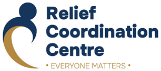 Relief
Coordination
Centre
• EVERYONE MATTERS •